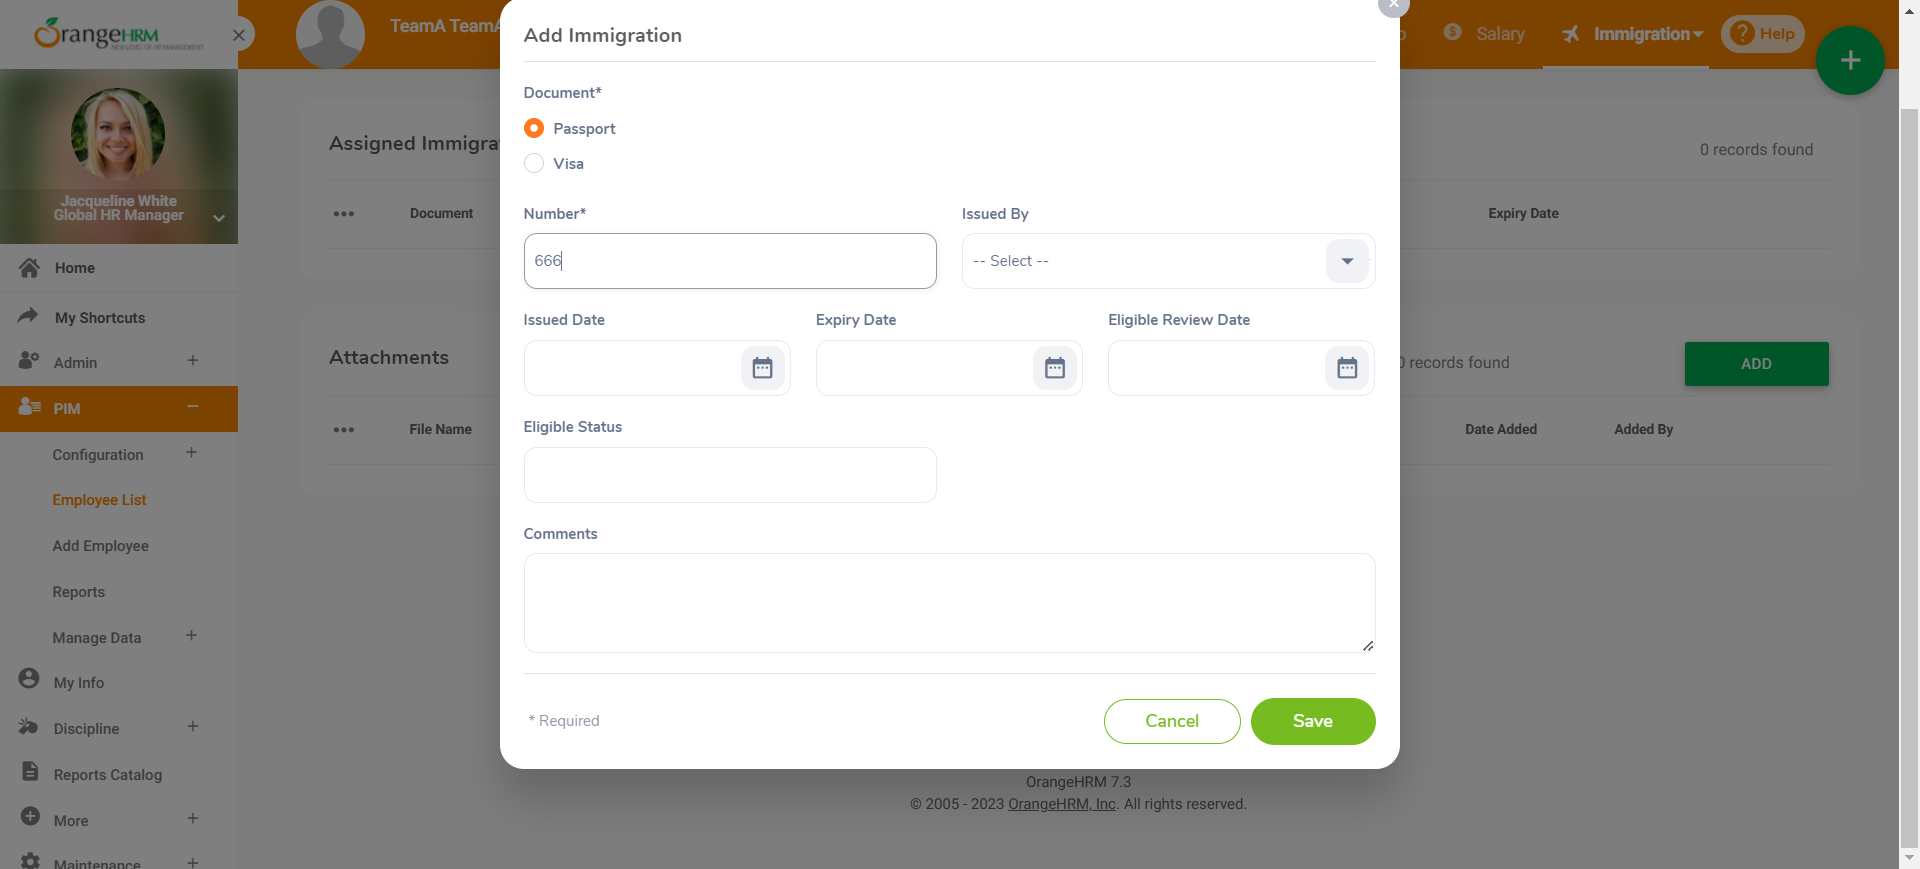 OrangeHRM
NEW LEVEL OF HR MANAGEMENT
TeamA TeamA
Salary
Immigration
Help
Jacqueline White
Global HR Manager
Home
My Shortcuts
Admin
PIM
Configuration
Employee List
Add Employee
Reports
Manage Data
My Info
Discipline
Reports Catalog
More
Maintenance
Assigned Immigra
0 records found
Document
Expiry Date
Attachments
0 records found
ADD
File Name
Date Added
Added By
Add Immigration
Document*
Passport
Visa
Number*
Issued By
666
-- Select --
Issued Date
Expiry Date
Eligible Review Date
Eligible Status
Comments
* Required
Cancel
Save
OrangeHRM 7.3
© 2005 - 2023 OrangeHRM, Inc. All rights reserved.